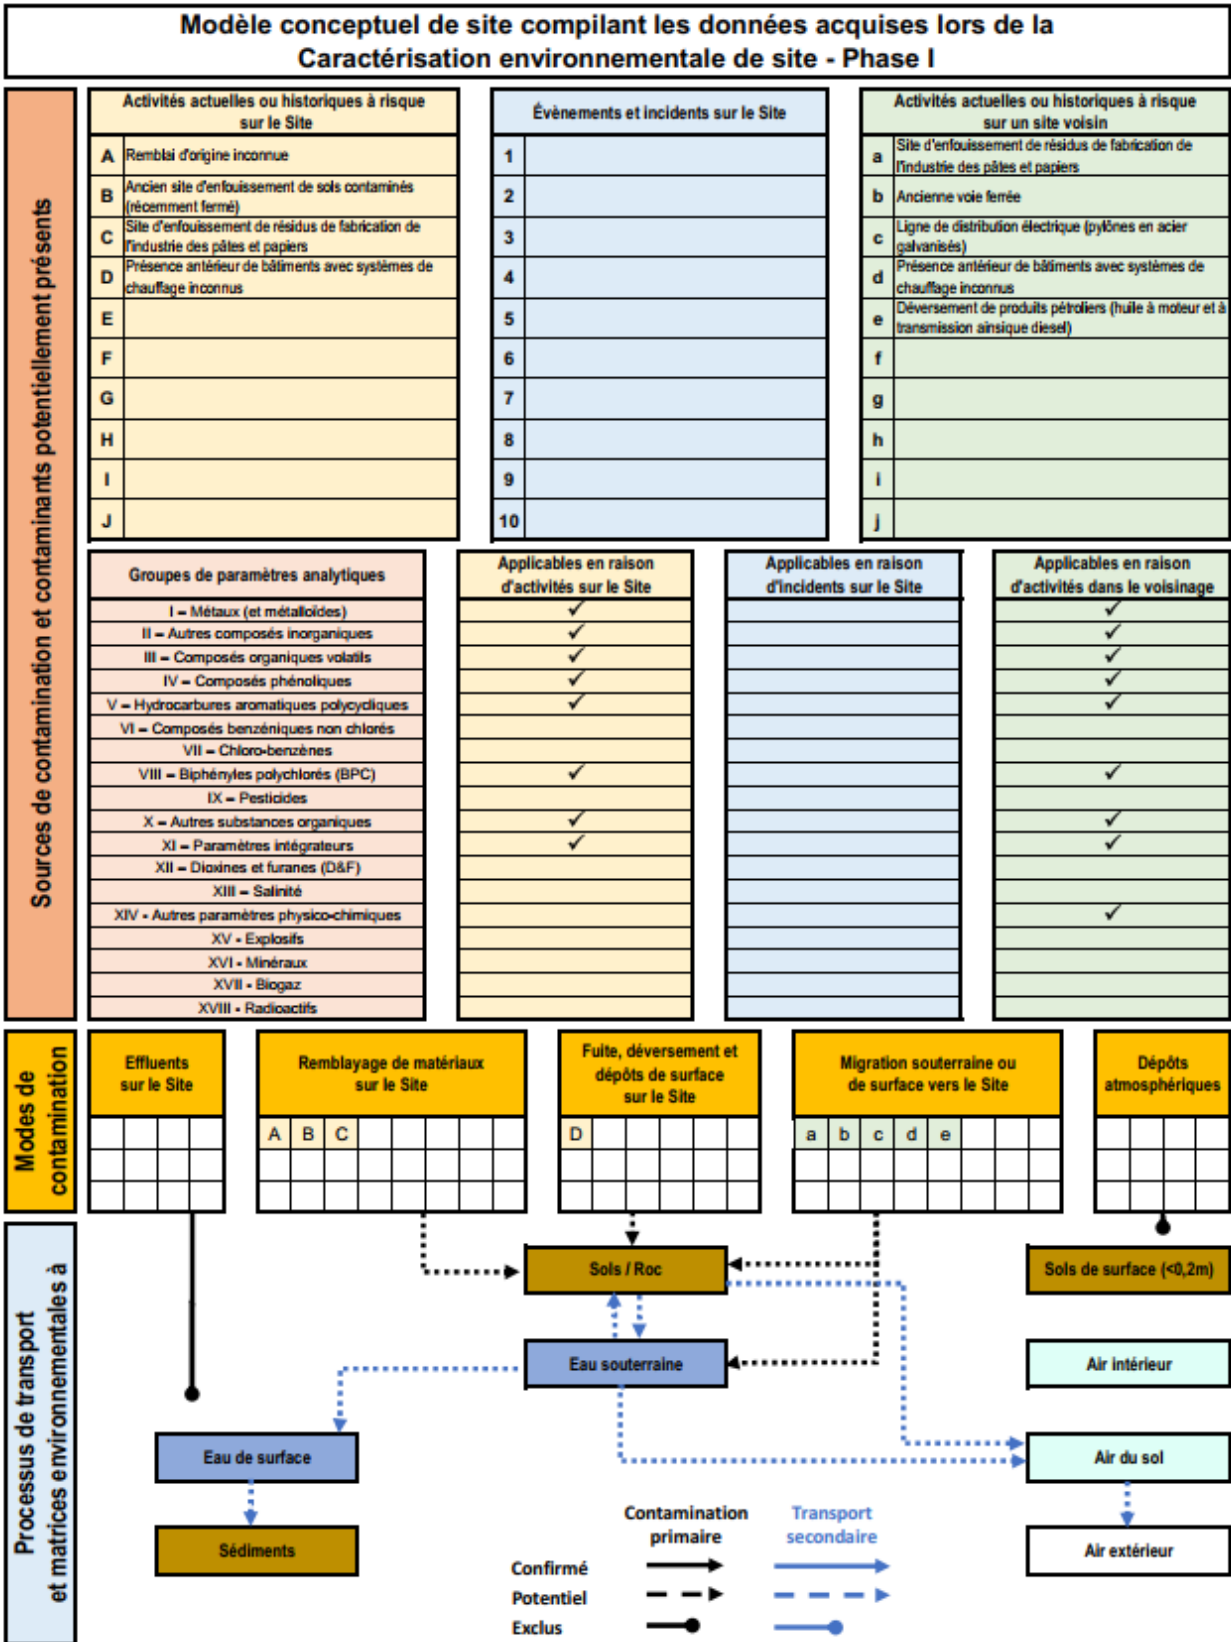 Modèle conceptuel de site compilant les données acquises lors de la
Caractérisation environnementale de site - Phase I
Sources de contamination et contaminants potentiellement présents
Activités actuelles ou historiques à risque
sur le Site
A Remblai d'origine inconnue
B Ancien site d'enfouissement de sols contaminés
(récemment fermé)
C Site d'enfouissement de résidus de fabrication de
l'industrie des pâtes et papiers
D Présence antérieur de bâtiments avec systèmes de
chauffage inconnus
E
F
G
H
I
J
Évènements et incidents sur le Site
1
2
3
4
5
6
7
8
9
10
Activités actuelles ou historiques à risque
sur un site voisin
a Site d'enfouissement de résidus de fabrication de
l'industrie des pâtes et papiers
b Ancienne voie ferrée
c Ligne de distribution électrique (pylônes en acier
galvanisés)
d Présence antérieur de bâtiments avec systèmes de
chauffage inconnus
e Déversement de produits pétroliers (huile à moteur et à
transmission ainsique diesel)
f
g
h
i
j
Groupes de paramètres analytiques
Applicables en raison
d'activités sur le Site
Applicables en raison
d'incidents sur le Site
Applicables en raison
d'activités dans le voisinage
I – Métaux (et métalloïdes) ✓ ✓
II – Autres composés inorganiques ✓ ✓
III – Composés organiques volatils ✓ ✓
IV – Composés phénoliques ✓ ✓
V – Hydrocarbures aromatiques polycycliques ✓ ✓
VI – Composés benzéniques non chlorés
VII – Chloro-benzènes
VIII – Biphényles polychlorés (BPC) ✓ ✓
IX – Pesticides
X – Autres substances organiques ✓ ✓
XI – Paramètres intégrateurs ✓ ✓
XII – Dioxines et furanes (D&F)
XIII – Salinité
XIV - Autres paramètres physico-chimiques ✓
XV - Explosifs
XVI - Minéraux
XVII - Biogaz
XVIII - Radioactifs
Modes de
contamination
Effluents
sur le Site
Remblayage de matériaux
sur le Site
A B C
Fuite, déversement et
dépôts de surface
sur le Site
D
Migration souterraine ou
de surface vers le Site
a b c d e
Dépôts
atmosphériques
Processus de transport
et matrices environnementales à
Sols / Roc
Sols de surface (<0,2m)
Eau souterraine
Air intérieur
Eau de surface
Air du sol
Sédiments
Air extérieur
Contamination
primaire
Transport
secondaire
Confirmé
Potentiel
Exclus